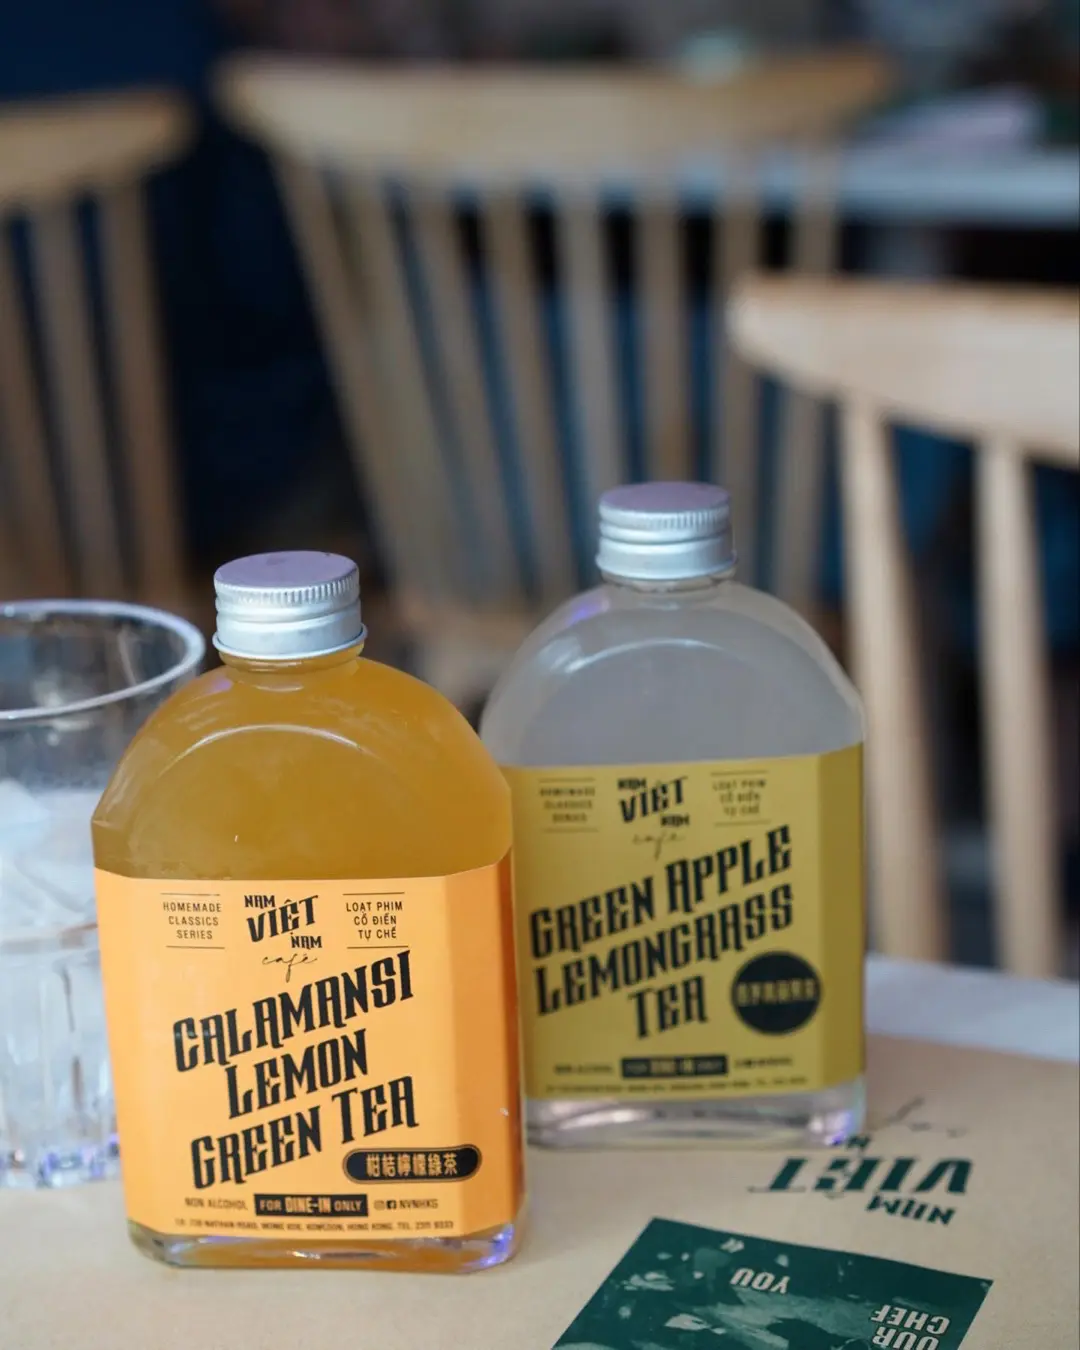 HOMEMADE
CLASSICS
SERIES
NAM
VIỆT
NAM
café
LOẠT PHIM
CỔ ĐIỂN
TỰ CHẾ
CALAMANSI
LEMON
GREEN TEA
柑桔檸檬綠茶
NON ALCOHOL
FOR DINE-IN ONLY
NVNHKG
HOMEMADE
CLASSICS
SERIES
NAM
VIỆT
NAM
café
LOẠT PHIM
CỔ ĐIỂN
TỰ CHẾ
GREEN APPLE
LEMONGRASS
TEA
NON ALCOHOL
FOR DINE-IN ONLY
NAM
VIỆT
YOU
OUR
CHEF